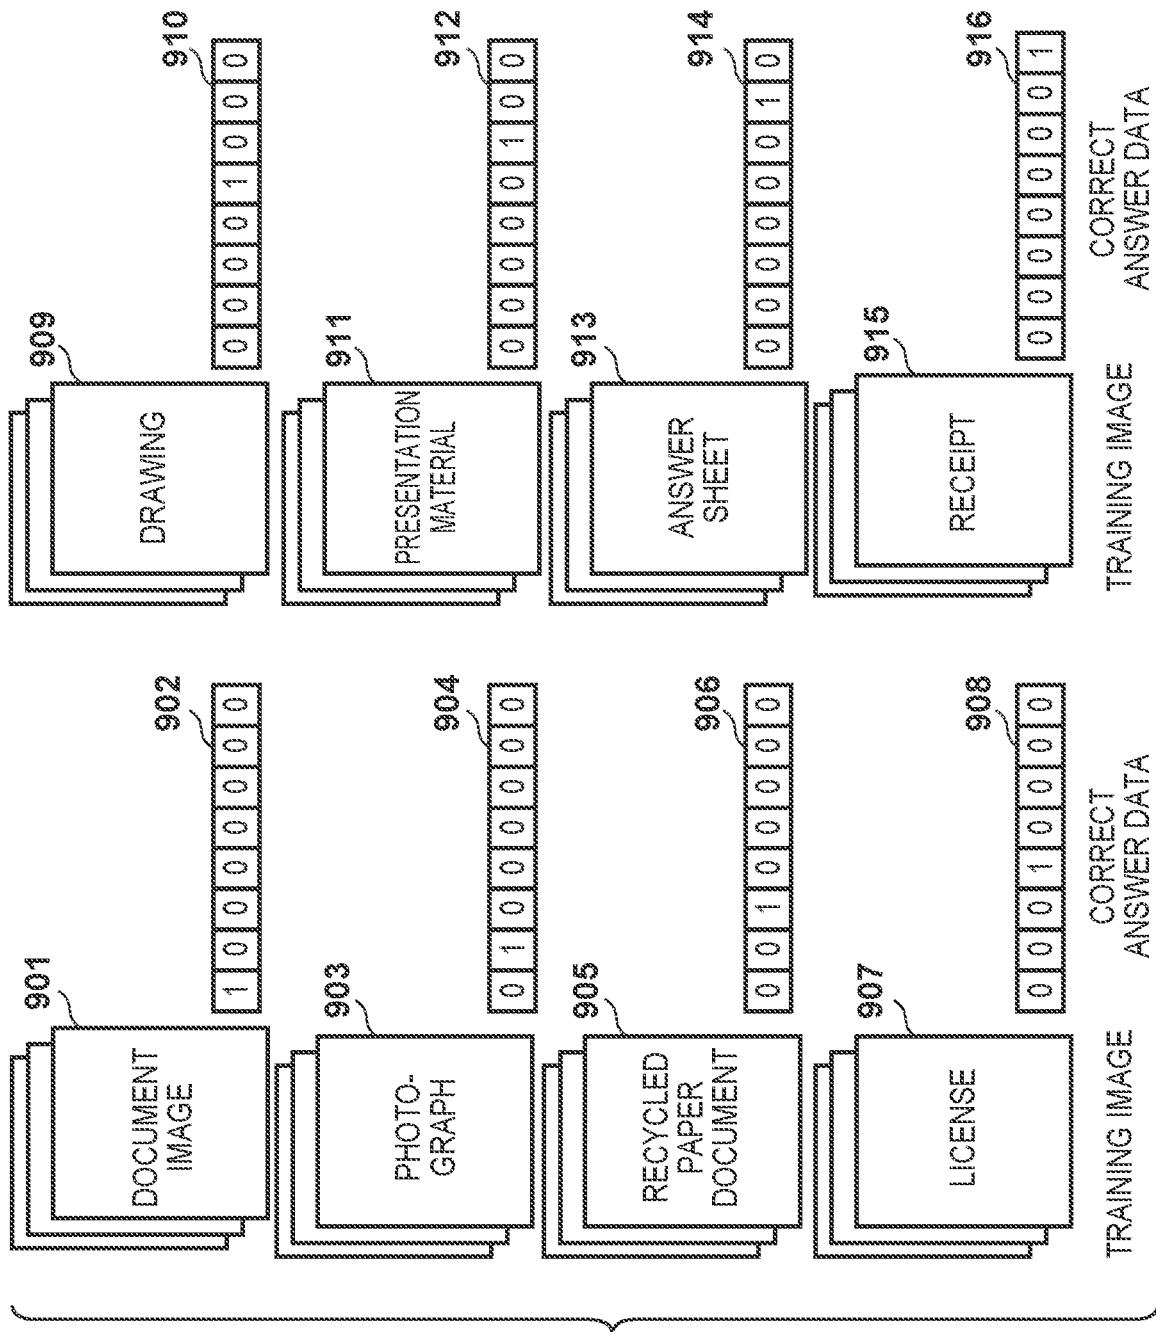 901
DOCUMENT
IMAGE
902
1 0 0 0 0 0 0 0
903
PHOTO-
GRAPH
904
0 1 0 0 0 0 0 0
905
RECYCLED
PAPER
DOCUMENT
906
0 0 1 0 0 0 0 0
907
LICENSE
908
0 0 0 1 0 0 0 0
TRAINING IMAGE
CORRECT
ANSWER DATA
909
DRAWING
910
0 0 0 0 1 0 0 0
911
PRESENTATION
MATERIAL
912
0 0 0 0 0 1 0 0
913
ANSWER
SHEET
914
0 0 0 0 0 0 1 0
915
RECEIPT
916
0 0 0 0 0 0 0 1
TRAINING IMAGE
CORRECT
ANSWER DATA